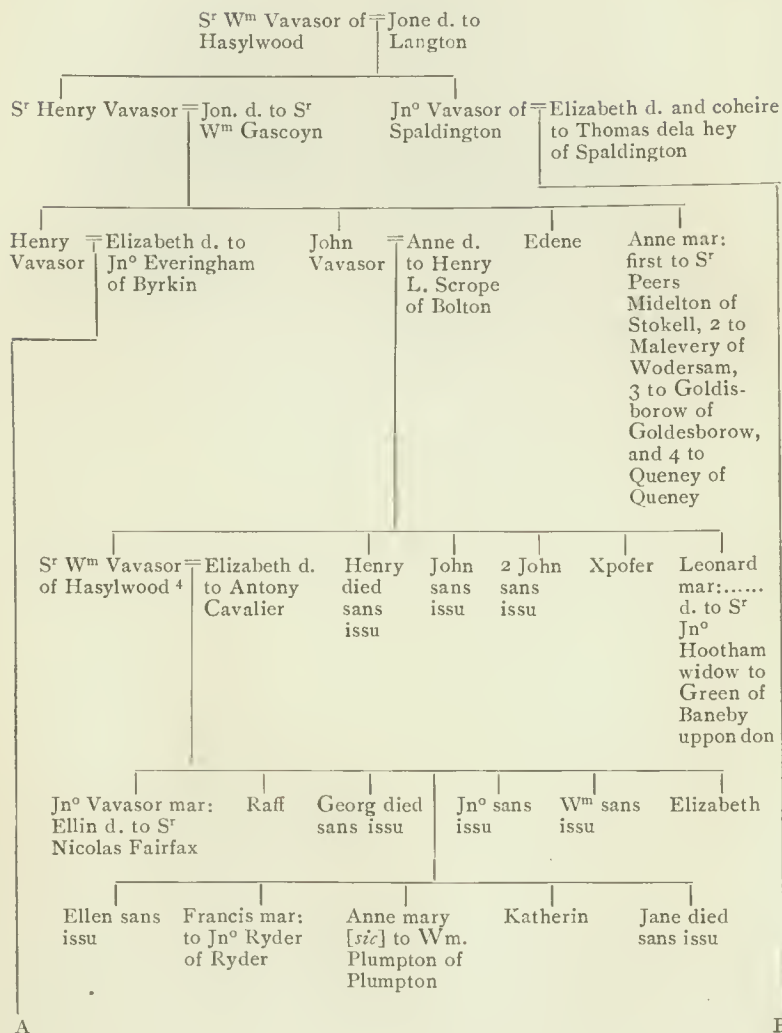 Sʳ Wᵐ Vavasor of Hasylwood
Jone d. to Langton
Sʳ Henry Vavasor
Jon. d. to Sʳ Wᵐ Gascoyn
Jnᵒ Vavasor of Spaldington
Elizabeth d. and coheire to Thomas dela hey of Spaldington
Henry Vavasor
Elizabeth d. to Jnᵒ Everingham of Byrkin
John Vavasor
Anne d. to Henry L. Scrope of Bolton
Edene
Anne mar: first to Sʳ Peers Midelton of Stokell, 2 to Malevery of Wodersam, 3 to Goldis-borow of Goldesborow, and 4 to Queney of Queney
Sʳ Wᵐ Vavasor of Hasylwood ⁴
Elizabeth d. to Antony Cavalier
Henry died sans issu
John sans issu
2 John sans issu
Xpofer
Leonard mar:...... d. to Sʳ Jnᵒ Hootham widow to Green of Baneby uppon don
Jnᵒ Vavasor mar: Ellin d. to Sʳ Nicolas Fairfax
Raff
Georg died sans issu
Jnᵒ sans issu
Wᵐ sans issu
Elizabeth
Ellen sans issu
Francis mar: to Jnᵒ Ryder of Ryder
Anne mary [sic] to Wm. Plumpton of Plumpton
Katherin
Jane died sans issu
A